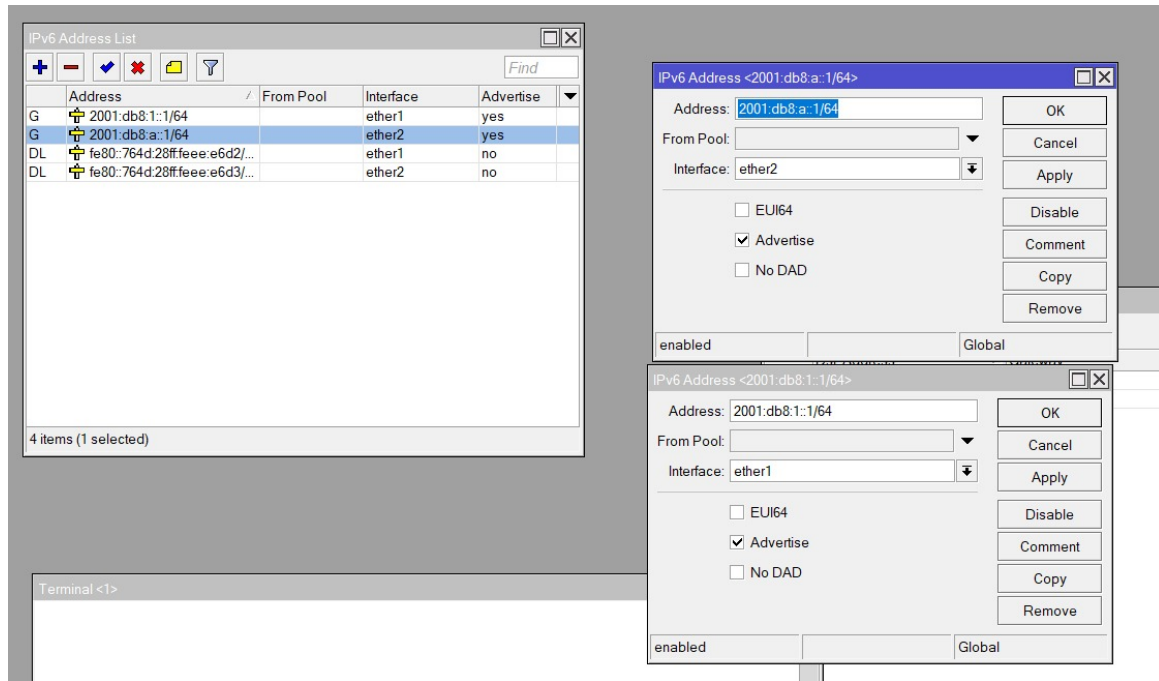 IPv6 Address List
Find
Address From Pool Interface Advertise
G 2001:db8:1::1/64 ether1 yes
G 2001:db8:a::1/64 ether2 yes
DL fe80::764d:28ff:feee:e6d2/... ether1 no
DL fe80::764d:28ff:feee:e6d3/... ether2 no
4 items (1 selected)
IPv6 Address <2001:db8:a::1/64>
Address: 2001:db8:a::1/64
OK
From Pool:
Cancel
Interface: ether2
Apply
EUI64
Disable
Advertise
Comment
No DAD
Copy
Remove
enabled Global
IPv6 Address <2001:db8:1::1/64>
Address: 2001:db8:1::1/64
OK
From Pool:
Cancel
Interface: ether1
Apply
EUI64
Disable
Advertise
Comment
No DAD
Copy
Remove
enabled Global
Terminal <1>